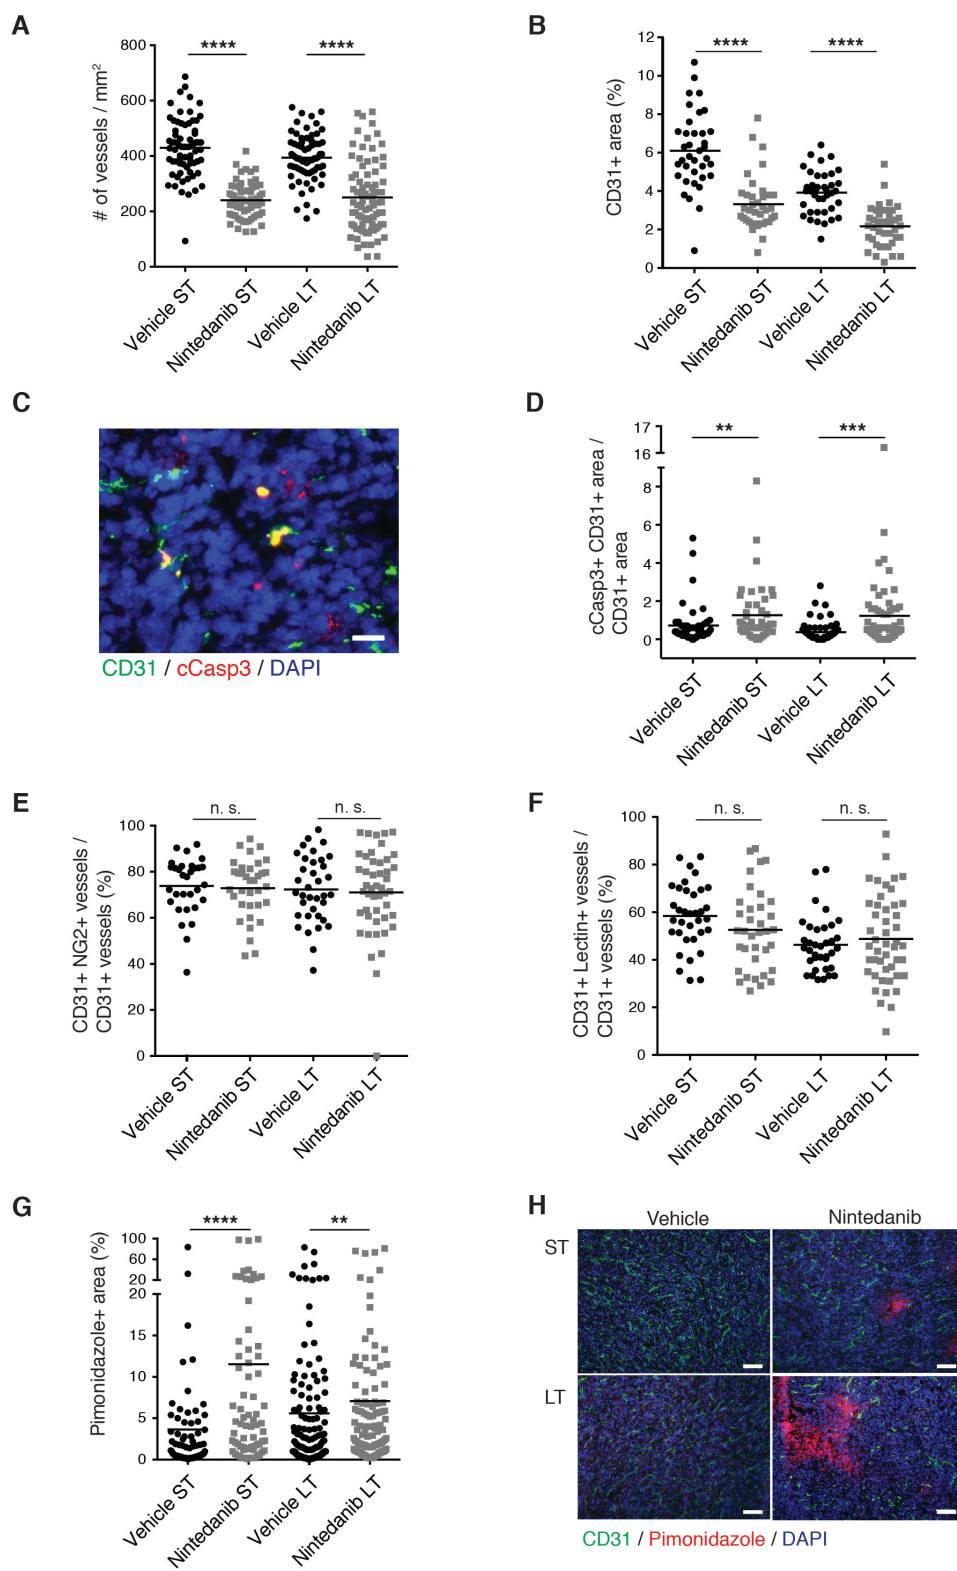 A
# of vessels / mm²
800
600
400
200
0
****
****
Vehicle ST
Nintedanib ST
Vehicle LT
Nintedanib LT
B
CD31+ area (%)
12
10
8
6
4
2
0
****
****
Vehicle ST
Nintedanib ST
Vehicle LT
Nintedanib LT
C
CD31 / cCasp3 / DAPI
D
cCasp3+ CD31+ area /
CD31+ area
17
16
8
6
4
2
0
**
***
Vehicle ST
Nintedanib ST
Vehicle LT
Nintedanib LT
E
CD31+ NG2+ vessels /
CD31+ vessels (%)
100
80
60
40
20
0
n. s.
n. s.
Vehicle ST
Nintedanib ST
Vehicle LT
Nintedanib LT
F
CD31+ Lectin+ vessels /
CD31+ vessels (%)
100
80
60
40
20
0
n. s.
n. s.
Vehicle ST
Nintedanib ST
Vehicle LT
Nintedanib LT
G
Pimonidazole+ area (%)
100
60
20
20
15
10
5
0
****
**
Vehicle ST
Nintedanib ST
Vehicle LT
Nintedanib LT
H
Vehicle
Nintedanib
ST
LT
CD31 / Pimonidazole / DAPI